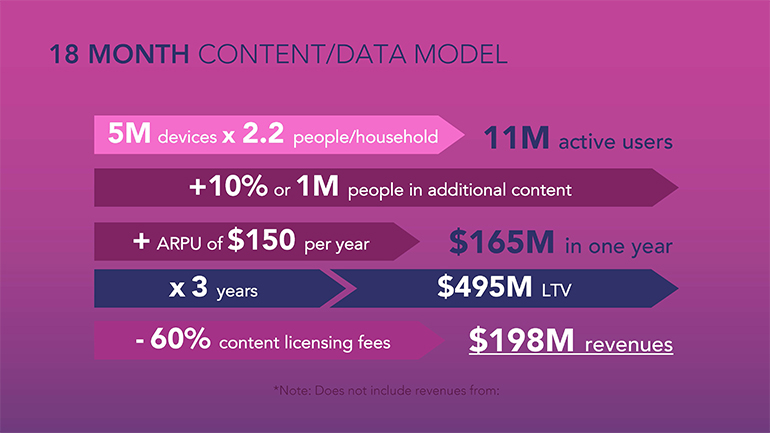 18 MONTH CONTENT/DATA MODEL
5M devices x 2.2 people/household
11M active users
+10% or 1M people in additional content
+ ARPU of $150 per year
$165M in one year
x 3 years
$495M LTV
- 60% content licensing fees
$198M revenues
*Note: Does not include revenues from: